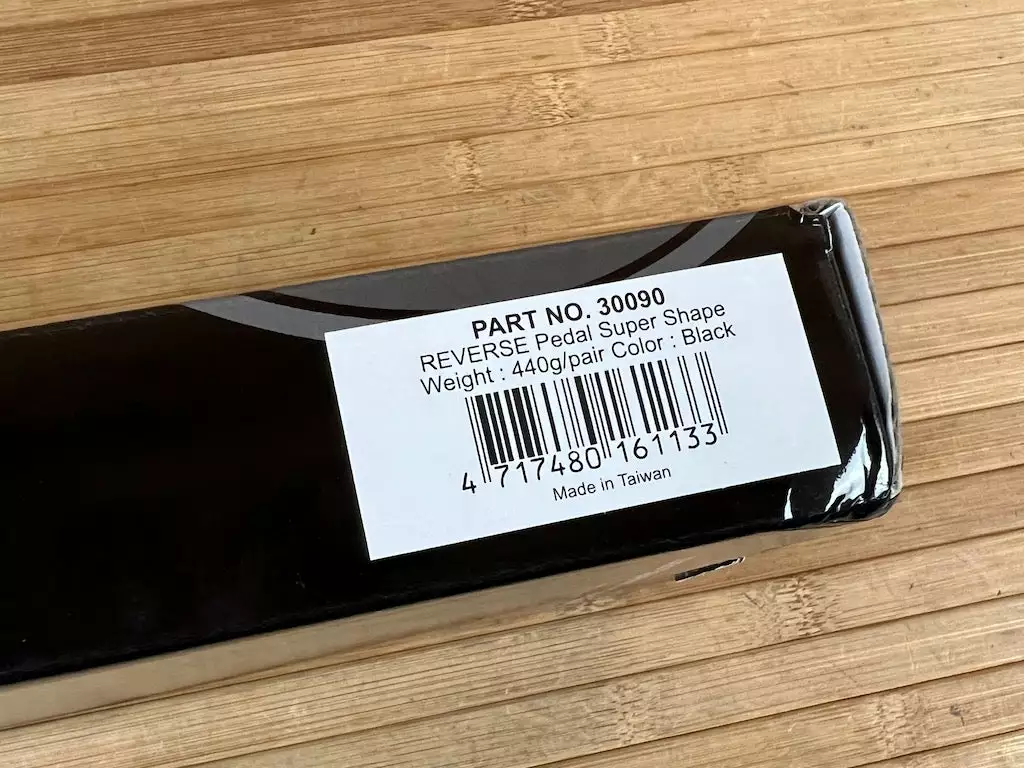 PART NO. 30090
REVERSE Pedal Super Shape
Weight : 440g/pair Color : Black
4 717480 161133
Made in Taiwan